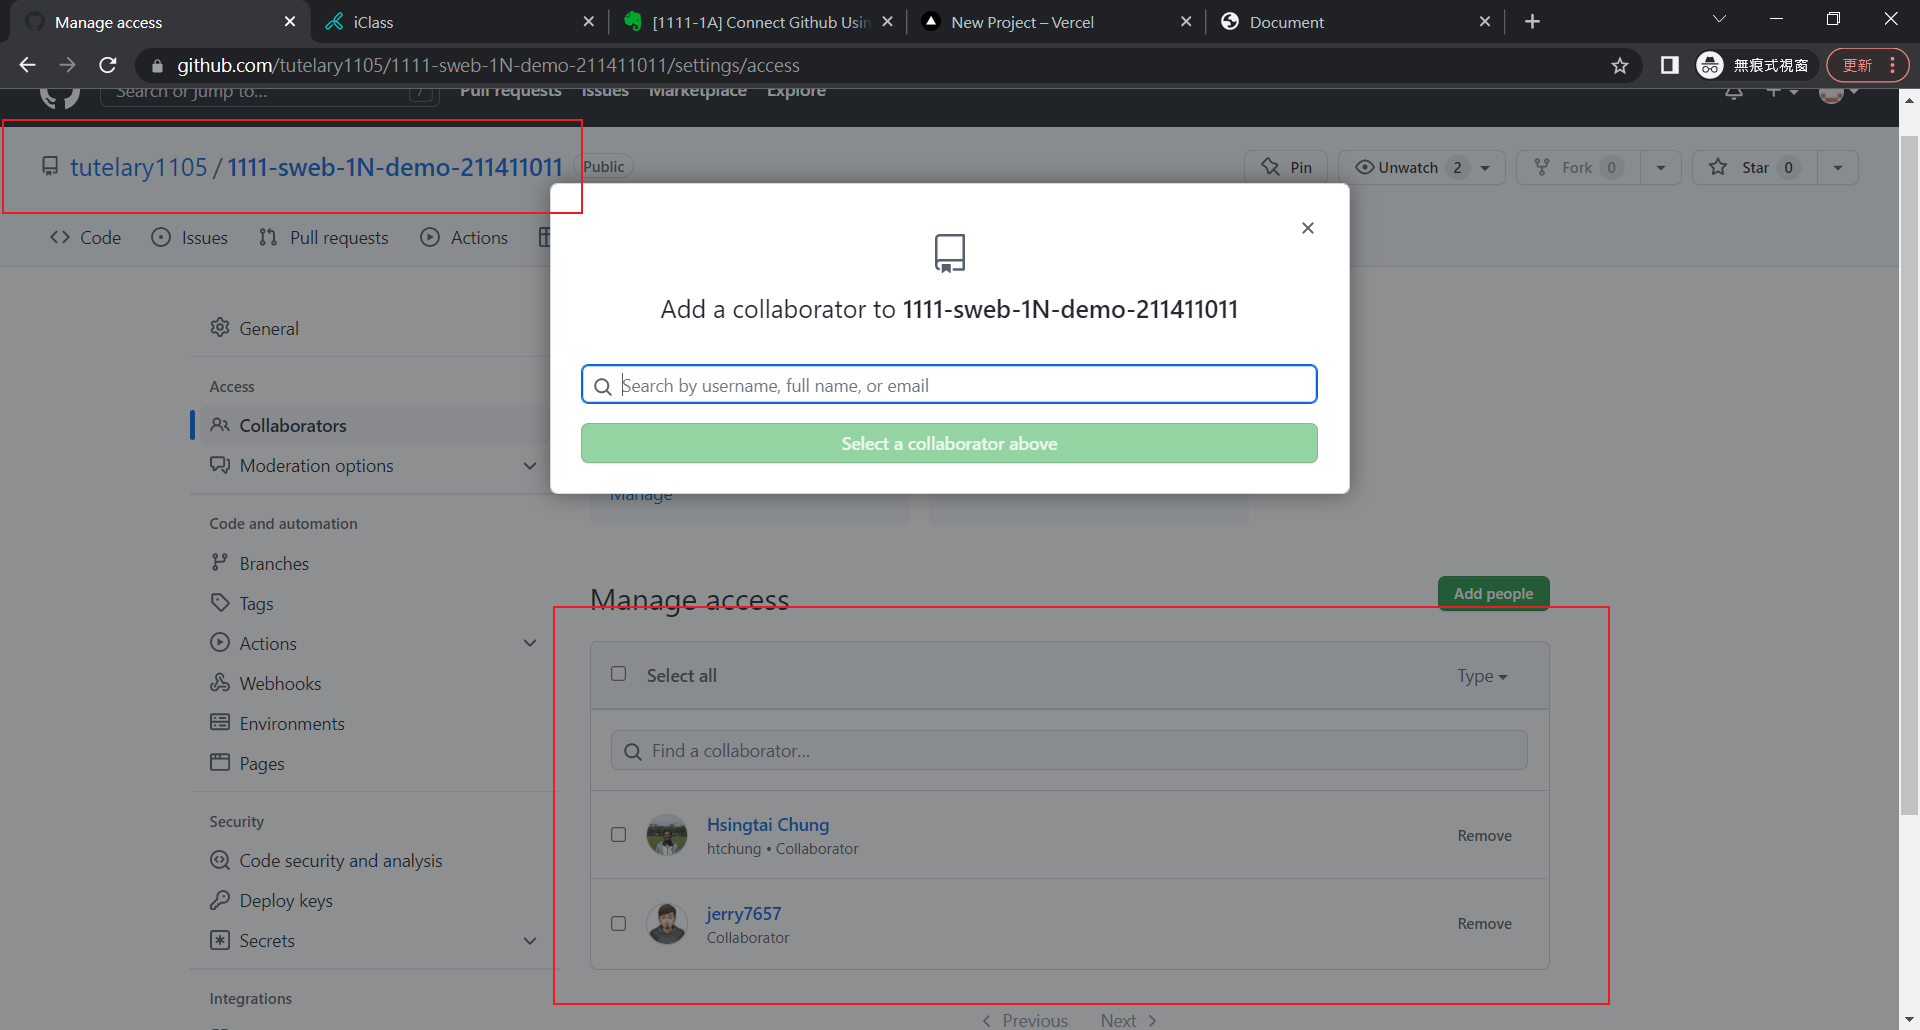 Manage access
iClass
[1111-1A] Connect Github Usin
New Project – Vercel
Document
github.com/tutelary1105/1111-sweb-1N-demo-211411011/settings/access
無痕式視窗
更新
Search or jump to...
/
Pull requests
Issues
Marketplace
Explore
tutelary1105 / 1111-sweb-1N-demo-211411011
Public
Pin
Unwatch 2
Fork 0
Star 0
Code
Issues
Pull requests
Actions
Add a collaborator to 1111-sweb-1N-demo-211411011
Search by username, full name, or email
Select a collaborator above
General
Access
Collaborators
Moderation options
Code and automation
Branches
Tags
Actions
Webhooks
Environments
Pages
Security
Code security and analysis
Deploy keys
Secrets
Integrations
Manage
Manage access
Add people
Select all
Type
Find a collaborator...
Hsingtai Chung
htchung • Collaborator
Remove
jerry7657
Collaborator
Remove
Previous
Next